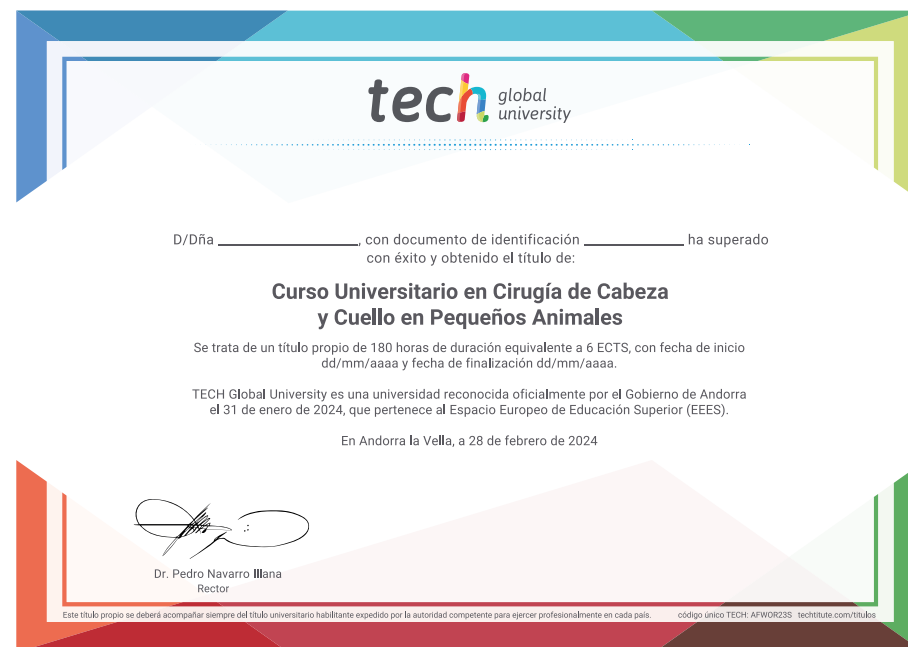 tech global
university
D/Dña ______________, con documento de identificación __________ ha superado
con éxito y obtenido el título de:
Curso Universitario en Cirugía de Cabeza
y Cuello en Pequeños Animales
Se trata de un título propio de 180 horas de duración equivalente a 6 ECTS, con fecha de inicio
dd/mm/aaaa y fecha de finalización dd/mm/aaaa.
TECH Global University es una universidad reconocida oficialmente por el Gobierno de Andorra
el 31 de enero de 2024, que pertenece al Espacio Europeo de Educación Superior (EEES).
En Andorra la Vella, a 28 de febrero de 2024
Dr. Pedro Navarro Illana
Rector
Este título propio se deberá acompañar siempre del título universitario habilitante expedido por la autoridad competente para ejercer profesionalmente en cada país. código único TECH: AFWOR23S techtitute.com/titulos